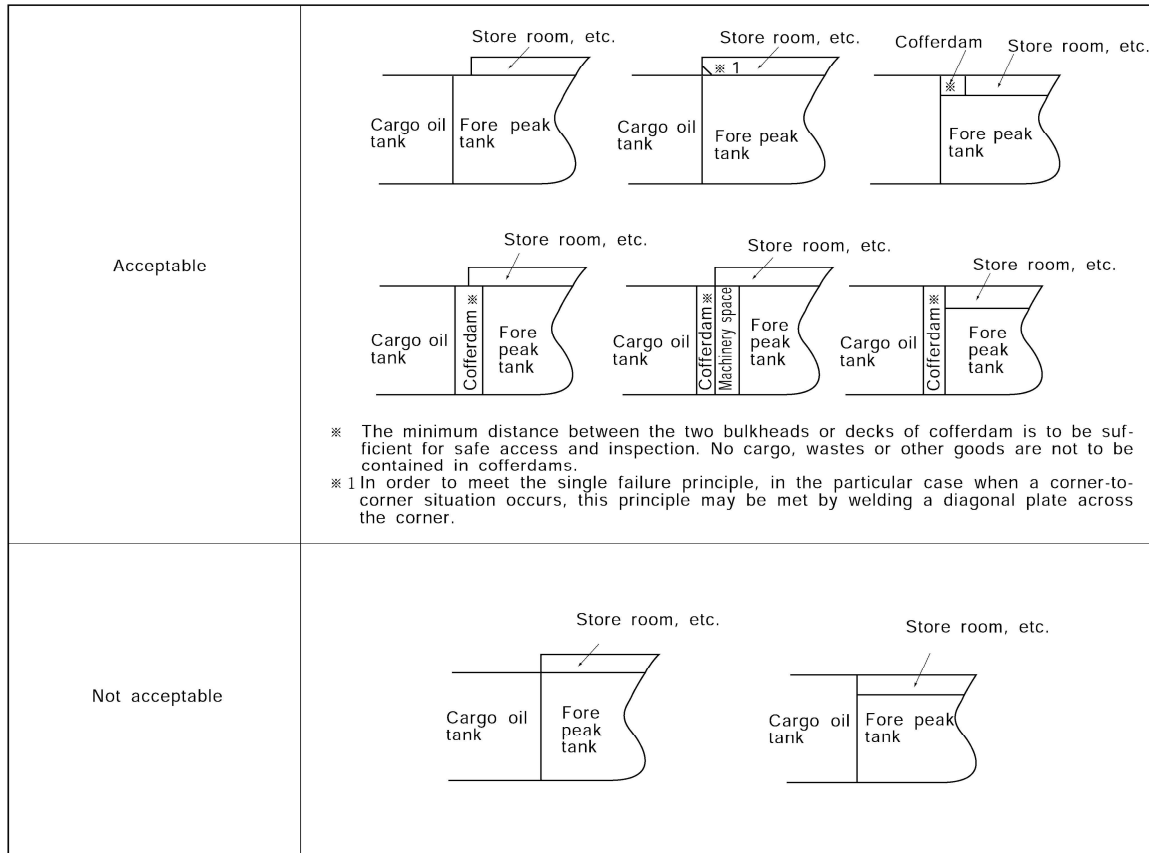 Acceptable
Store room, etc.
Cargo oil
tank
Fore peak
tank
Store room, etc.
※ 1
Cargo oil
tank
Fore peak
tank
Cofferdam
Store room, etc.
※
Fore peak
tank
Store room, etc.
Cargo oil
tank
Cofferdam ※
Fore
peak
tank
Store room, etc.
Cargo oil
tank
Cofferdam ※
Machinery space
Fore
peak
tank
Store room, etc.
Cargo oil
tank
Cofferdam ※
Fore
peak
tank
※ The minimum distance between the two bulkheads or decks of cofferdam is to be suf-
ficient for safe access and inspection. No cargo, wastes or other goods are not to be
contained in cofferdams.
※ 1 In order to meet the single failure principle, in the particular case when a corner-to-
corner situation occurs, this principle may be met by welding a diagonal plate across
the corner.
Not acceptable
Store room, etc.
Cargo oil
tank
Fore
peak
tank
Store room, etc.
Cargo oil
tank
Fore peak
tank